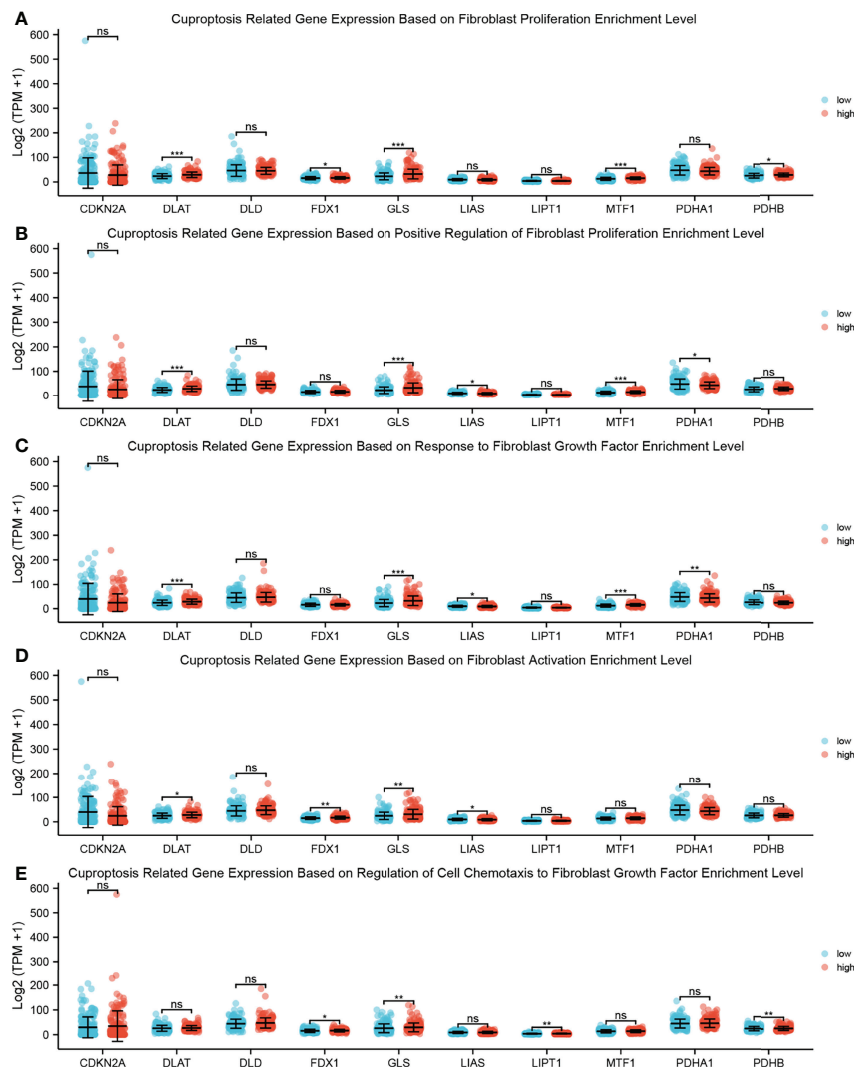 A
Cuproptosis Related Gene Expression Based on Fibroblast Proliferation Enrichment Level
Log2 (TPM +1)
600
500
400
300
200
100
0
ns
***
ns
*
***
ns
ns
***
ns
*
low
high
CDKN2A DLAT DLD FDX1 GLS LIAS LIPT1 MTF1 PDHA1 PDHB
B
Cuproptosis Related Gene Expression Based on Positive Regulation of Fibroblast Proliferation Enrichment Level
Log2 (TPM +1)
600
500
400
300
200
100
0
ns
***
ns
ns
***
*
ns
***
*
ns
low
high
CDKN2A DLAT DLD FDX1 GLS LIAS LIPT1 MTF1 PDHA1 PDHB
C
Cuproptosis Related Gene Expression Based on Response to Fibroblast Growth Factor Enrichment Level
Log2 (TPM +1)
600
500
400
300
200
100
0
ns
***
ns
ns
***
*
ns
***
**
ns
low
high
CDKN2A DLAT DLD FDX1 GLS LIAS LIPT1 MTF1 PDHA1 PDHB
D
Cuproptosis Related Gene Expression Based on Fibroblast Activation Enrichment Level
Log2 (TPM +1)
600
500
400
300
200
100
0
ns
*
ns
**
**
*
ns
ns
ns
ns
low
high
CDKN2A DLAT DLD FDX1 GLS LIAS LIPT1 MTF1 PDHA1 PDHB
E
Cuproptosis Related Gene Expression Based on Regulation of Cell Chemotaxis to Fibroblast Growth Factor Enrichment Level
Log2 (TPM +1)
600
500
400
300
200
100
0
ns
ns
ns
*
**
ns
**
ns
ns
**
low
high
CDKN2A DLAT DLD FDX1 GLS LIAS LIPT1 MTF1 PDHA1 PDHB